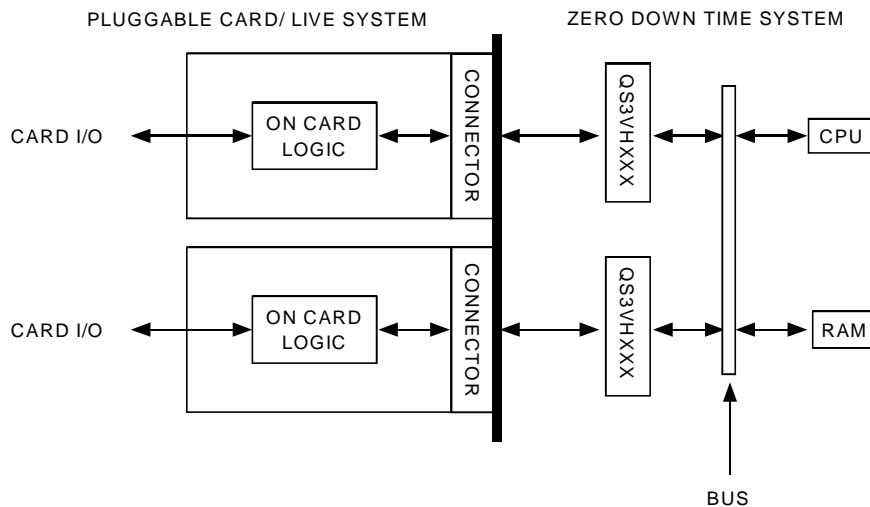 PLUGGABLE CARD/ LIVE SYSTEM
ZERO DOWN TIME SYSTEM
CARD I/O
ON CARD
LOGIC
CONNECTOR
QS3VHXXX
CPU
CARD I/O
ON CARD
LOGIC
CONNECTOR
QS3VHXXX
RAM
BUS